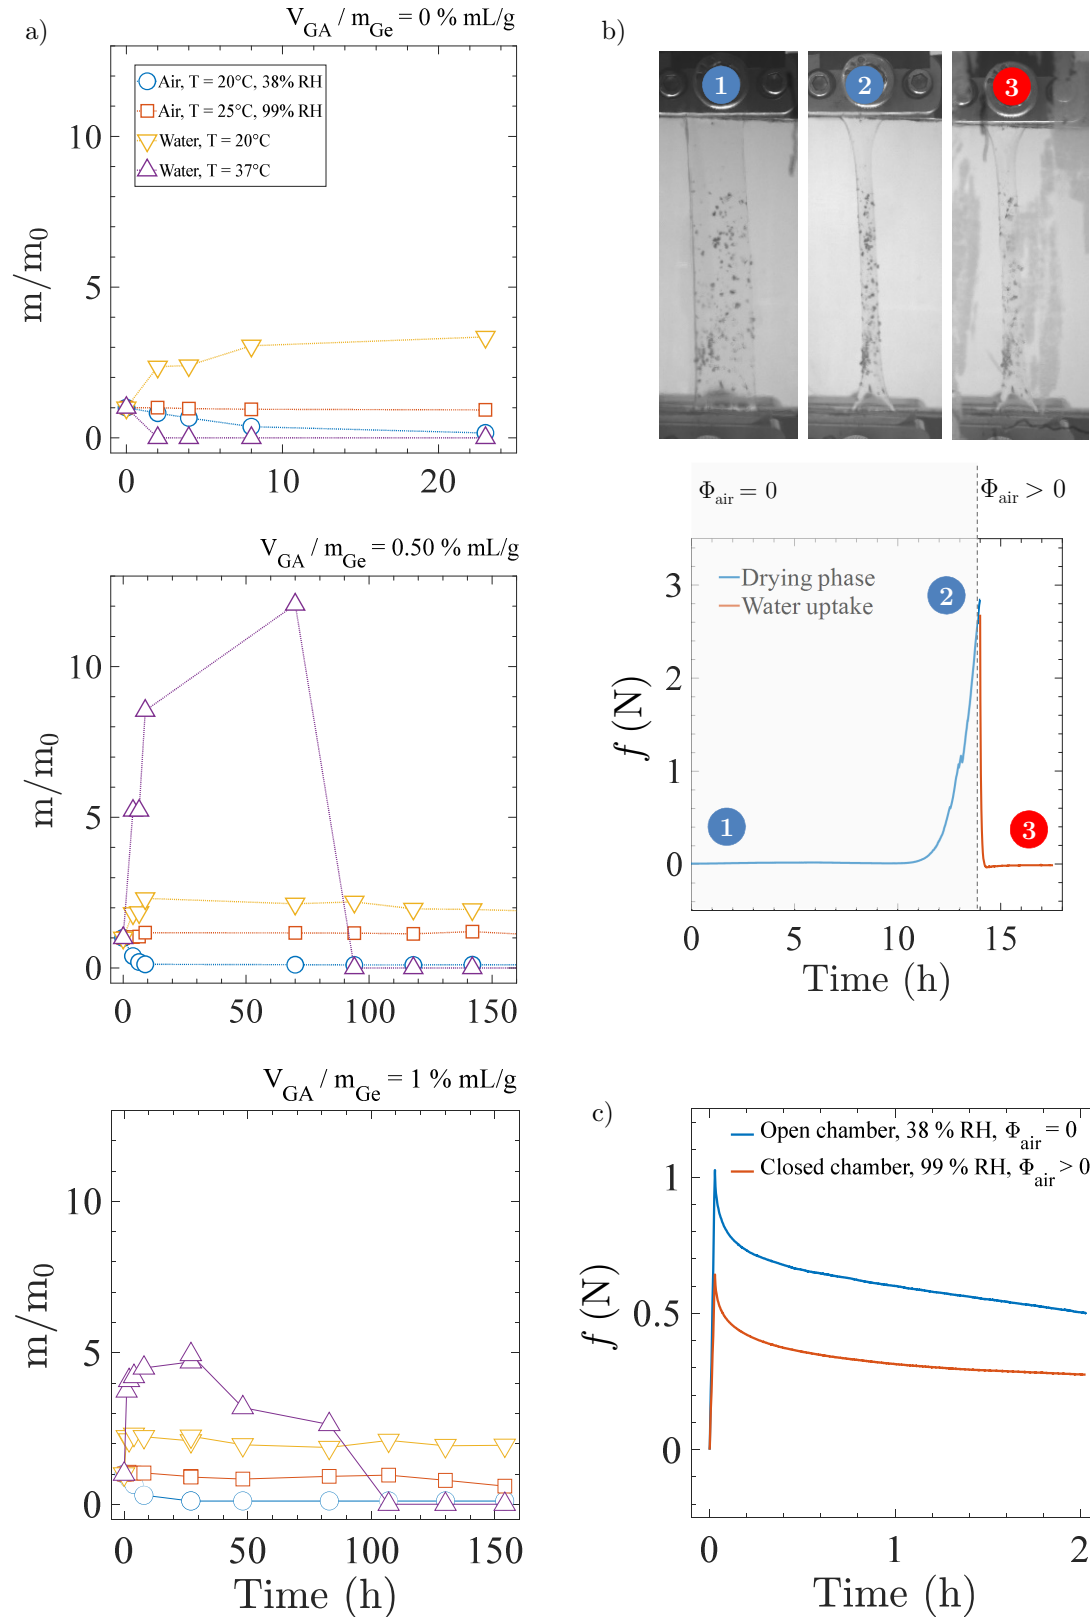 a)
V_GA / m_Ge = 0 % mL/g
Air, T = 20°C, 38% RH
Air, T = 25°C, 99% RH
Water, T = 20°C
Water, T = 37°C
10
5
0
m/m_0
0 10 20
V_GA / m_Ge = 0.50 % mL/g
10
5
0
m/m_0
0 50 100 150
V_GA / m_Ge = 1 % mL/g
10
5
0
m/m_0
0 50 100 150
Time (h)
b)
1 2 3
Φ_air = 0 Φ_air > 0
Drying phase
Water uptake
1
2
3
3
2
1
0
f (N)
0 5 10 15
Time (h)
c)
Open chamber, 38 % RH, Φ_air = 0
Closed chamber, 99 % RH, Φ_air > 0
1
0.5
0
f (N)
0 1 2
Time (h)